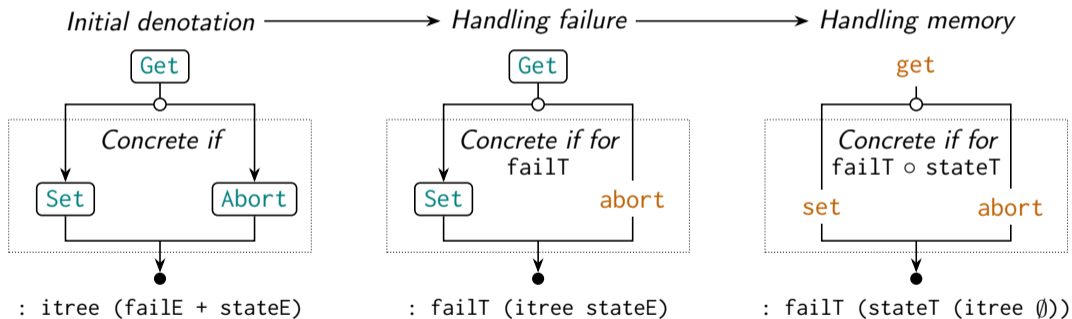 Initial denotation
Handling failure
Handling memory
Get
Get
get
Concrete if
Concrete if for
failT
Concrete if for
failT ∘ stateT
Set
Abort
Set
abort
set
abort
: itree (failE + stateE)
: failT (itree stateE)
: failT (stateT (itree ∅))